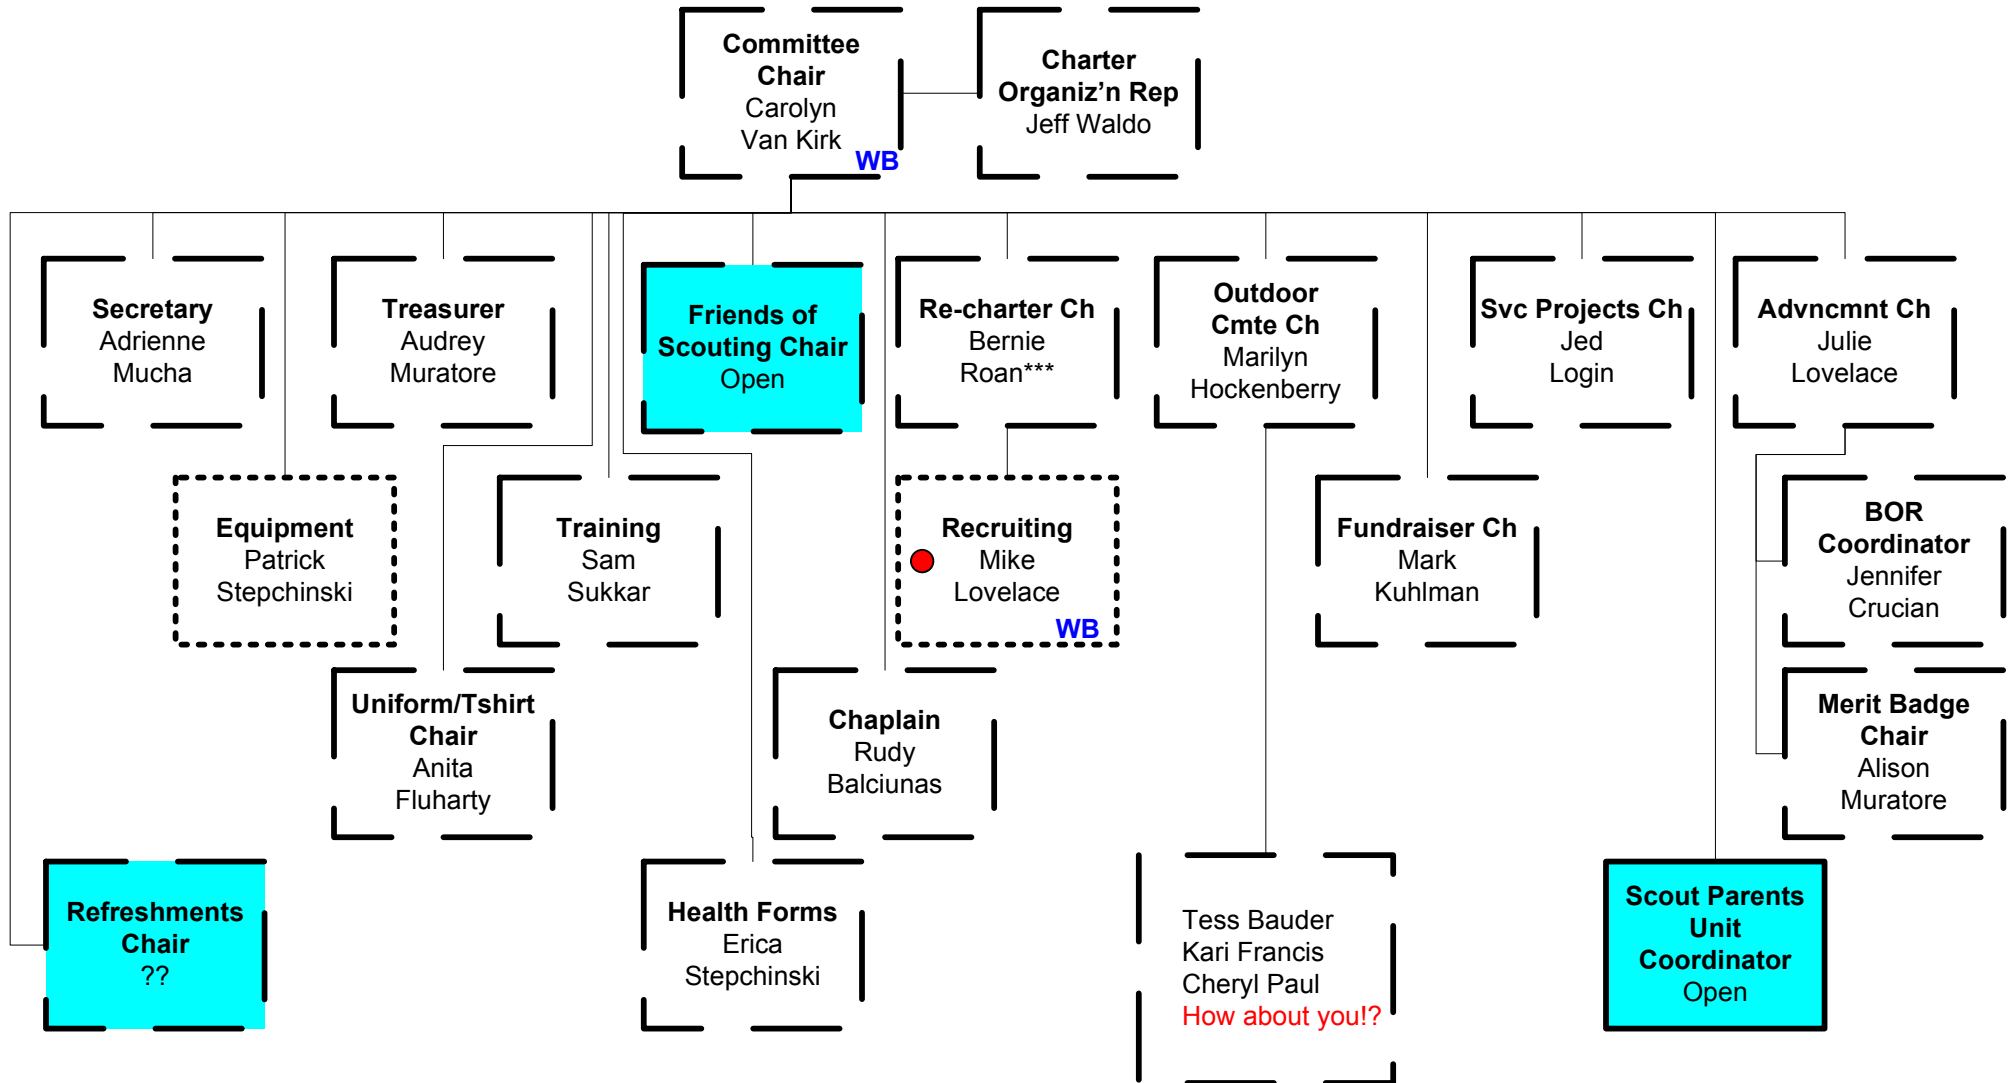 Committee
Chair
Carolyn
Van Kirk
WB
Charter
Organiz’n Rep
Jeff Waldo
Secretary
Adrienne
Mucha
Treasurer
Audrey
Muratore
Friends of
Scouting Chair
Open
Re-charter Ch
Bernie
Roan***
Outdoor
Cmte Ch
Marilyn
Hockenberry
Svc Projects Ch
Jed
Login
Advncmnt Ch
Julie
Lovelace
Equipment
Patrick
Stepchinski
Training
Sam
Sukkar
Recruiting
Mike
Lovelace
WB
Fundraiser Ch
Mark
Kuhlman
BOR
Coordinator
Jennifer
Crucian
Uniform/Tshirt
Chair
Anita
Fluharty
Chaplain
Rudy
Balciunas
Merit Badge
Chair
Alison
Muratore
Refreshments
Chair
??
Health Forms
Erica
Stepchinski
Tess Bauder
Kari Francis
Cheryl Paul
How about you!?
Scout Parents
Unit
Coordinator
Open